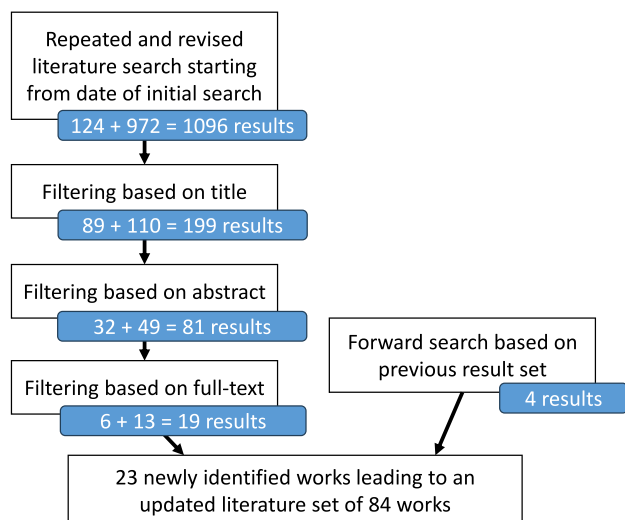 Repeated and revised
literature search starting
from date of initial search
124 + 972 = 1096 results
Filtering based on title
89 + 110 = 199 results
Filtering based on abstract
32 + 49 = 81 results
Forward search based on
previous result set
4 results
Filtering based on full-text
6 + 13 = 19 results
23 newly identified works leading to an
updated literature set of 84 works